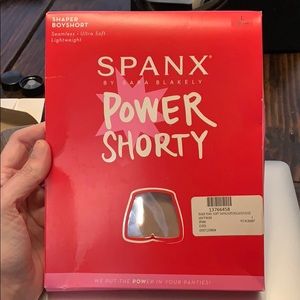 SHAPER
BOYSHORT
Seamless • Ultra Soft •
Lightweight
SPANX®
BY SARA BLAKELY
POWER
SHORTY
13766458
WE PUT THE POWER IN YOUR PANTIES!